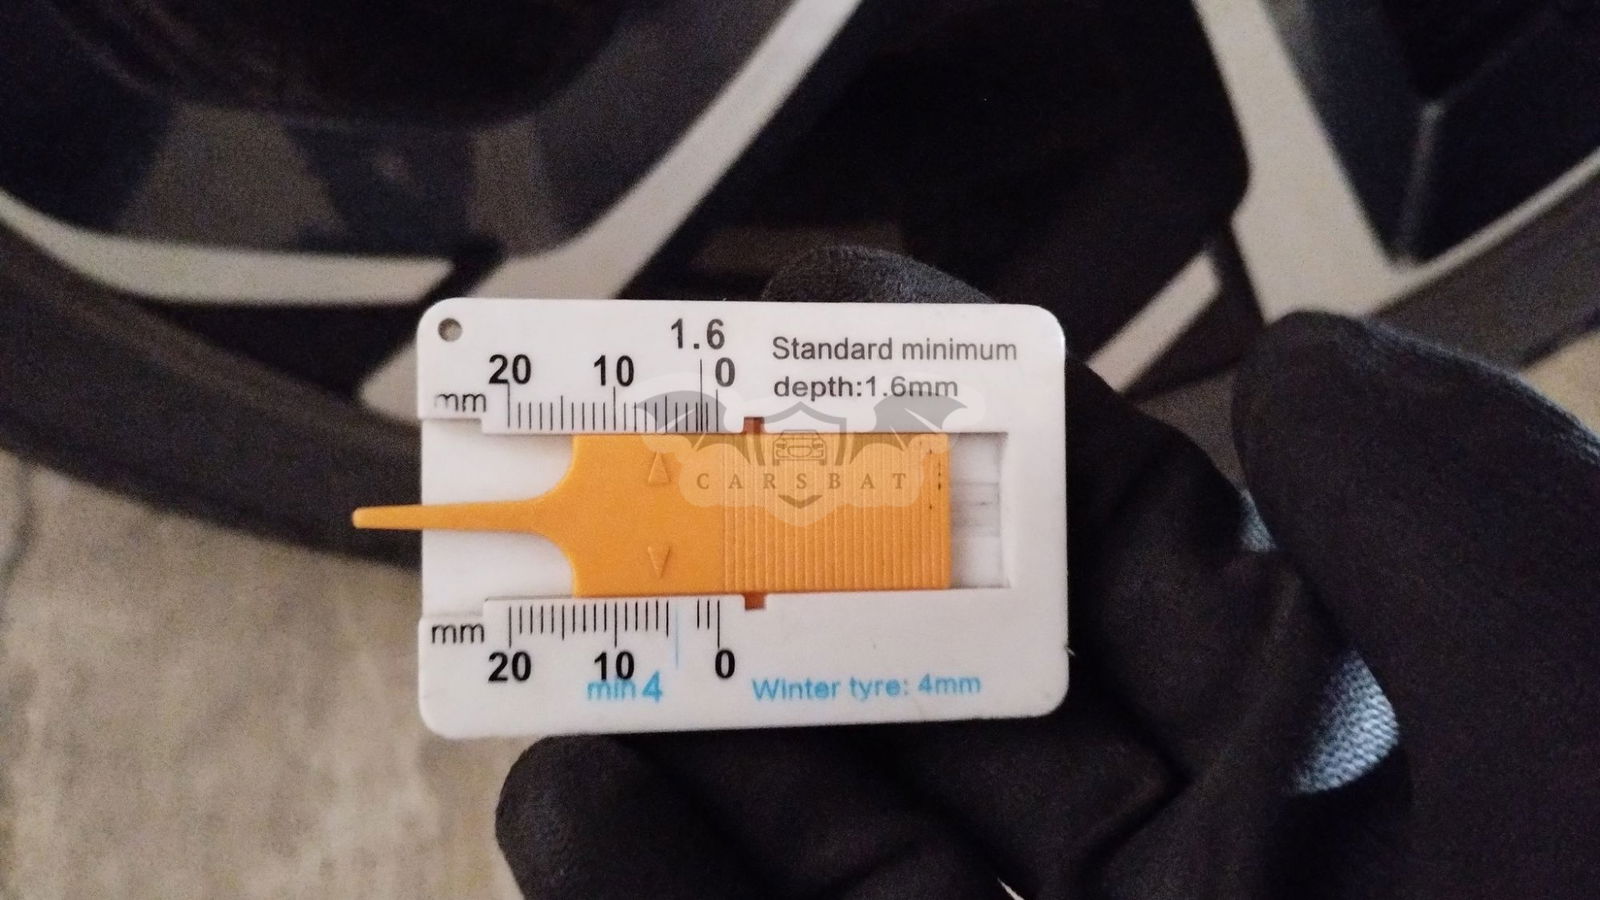 1.6
20 10 0
mm
Standard minimum
depth:1.6mm
CARSBAT
mm
20 10 0
min 4
Winter tyre: 4mm